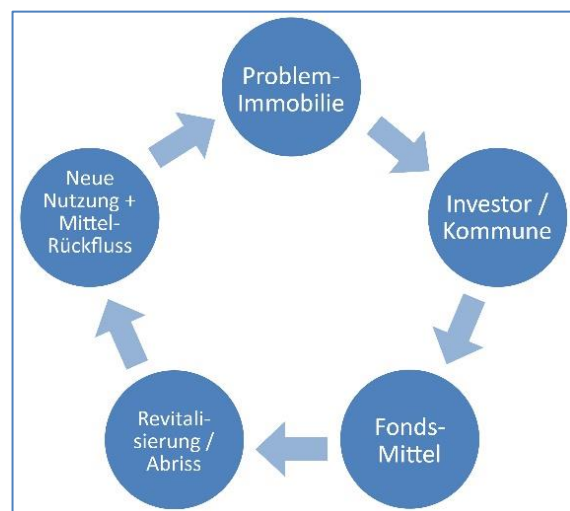 Problem-
Immobilie
Investor /
Kommune
Fonds-
Mittel
Revitali-
sierung /
Abriss
Neue
Nutzung +
Mittel-
Rückfluss